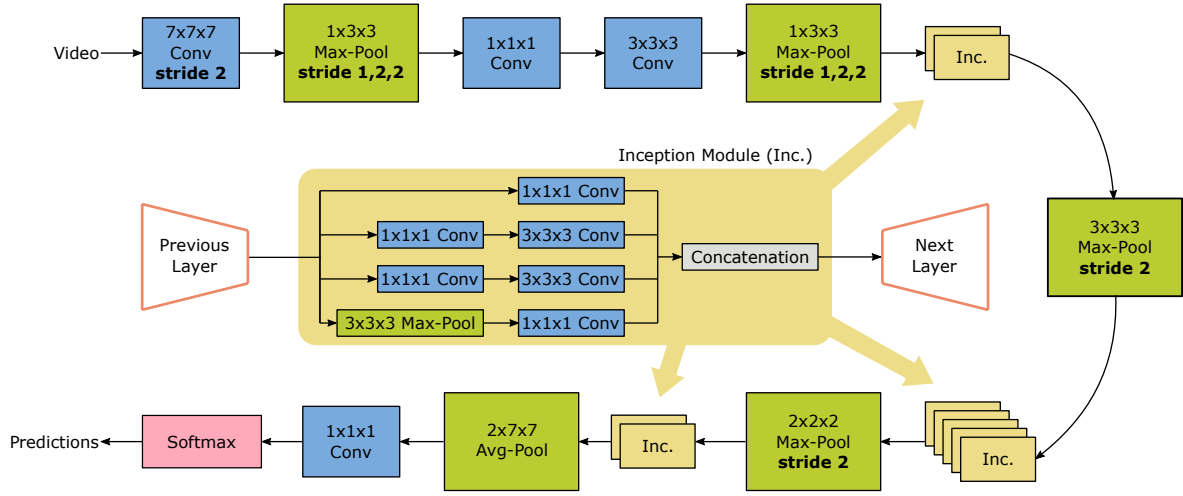 Video
7x7x7
Conv
stride 2
1x3x3
Max-Pool
stride 1,2,2
1x1x1
Conv
3x3x3
Conv
1x3x3
Max-Pool
stride 1,2,2
Inc.
Inception Module (Inc.)
Previous
Layer
1x1x1 Conv
1x1x1 Conv
3x3x3 Conv
1x1x1 Conv
3x3x3 Conv
3x3x3 Max-Pool
1x1x1 Conv
Concatenation
Next
Layer
3x3x3
Max-Pool
stride 2
Predictions
Softmax
1x1x1
Conv
2x7x7
Avg-Pool
Inc.
2x2x2
Max-Pool
stride 2
Inc.